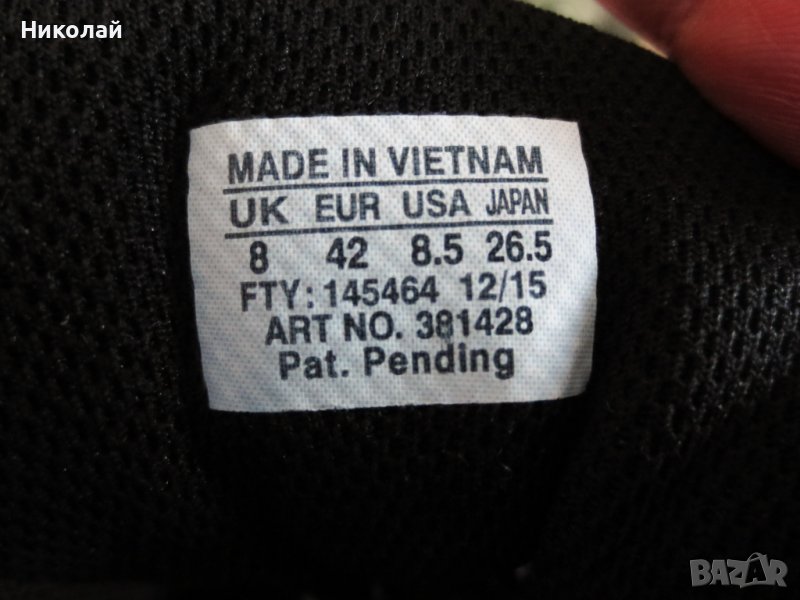 Николай
MADE IN VIETNAM
UK EUR USA JAPAN
8 42 8.5 26.5
FTY: 145464 12/15
ART NO. 381428
Pat. Pending
BAZAR